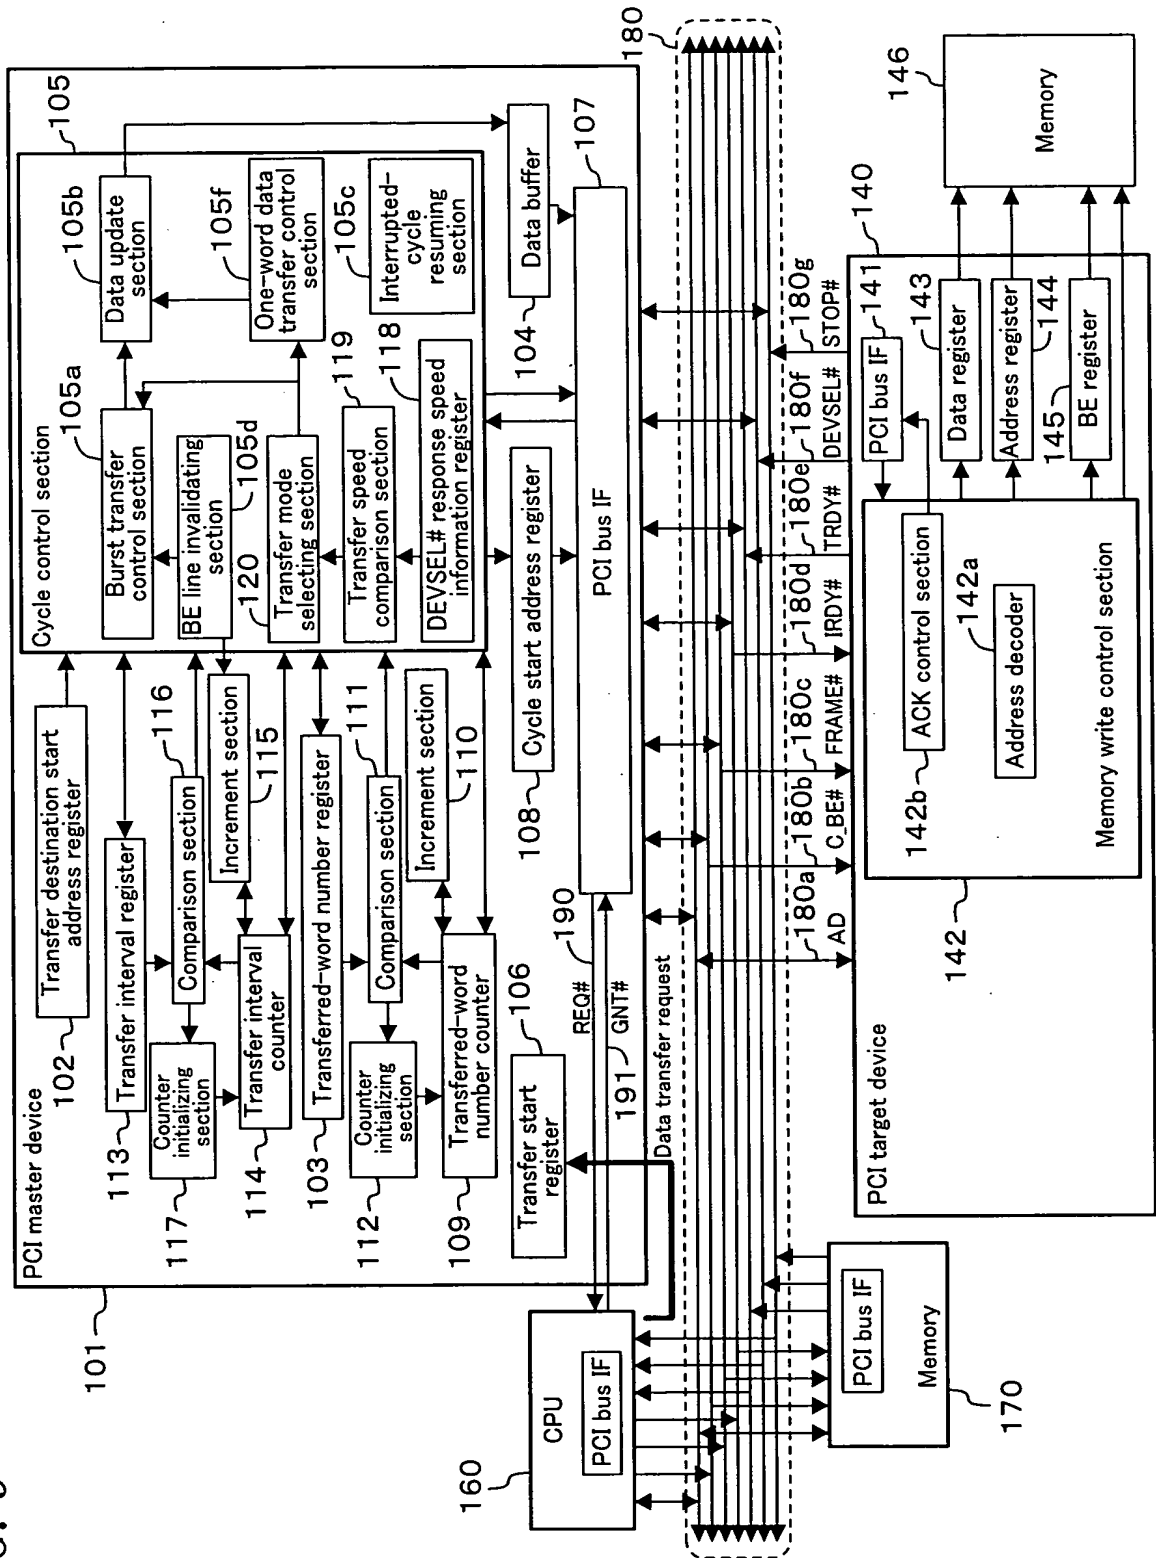 PCI master device
101
Transfer destination start
address register
102
Transfer interval register
113
Counter
initializing
section
117
Comparison section
116
Increment section
115
Transfer interval
counter
114
Transferred-word number register
103
Counter
initializing
section
112
Comparison section
111
Increment section
110
Transferred-word
number counter
109
Transfer start
register
106
Cycle control section
105
Burst transfer
control section
105a
Data update
section
105b
BE line invalidating
section
105d
One-word data
transfer control
section
105f
Transfer mode
selecting section
120
Transfer speed
comparison section
119
Interrupted-
cycle
resuming
section
105c
DEVSEL# response speed
information register
118
Cycle start address register
108
Data buffer
104
PCI bus IF
107
REQ#
190
GNT#
191
Data transfer request
180
CPU
PCI bus IF
160
PCI bus IF
Memory
170
AD
180a
C_BE#
180b
FRAME#
180c
IRDY#
180d
TRDY#
180e
DEVSEL#
180f
STOP#
180g
PCI target device
140
PCI bus IF
141
142
142b
ACK control section
142a
Address decoder
Memory write control section
Data register
143
Address register
144
BE register
145
Memory
146